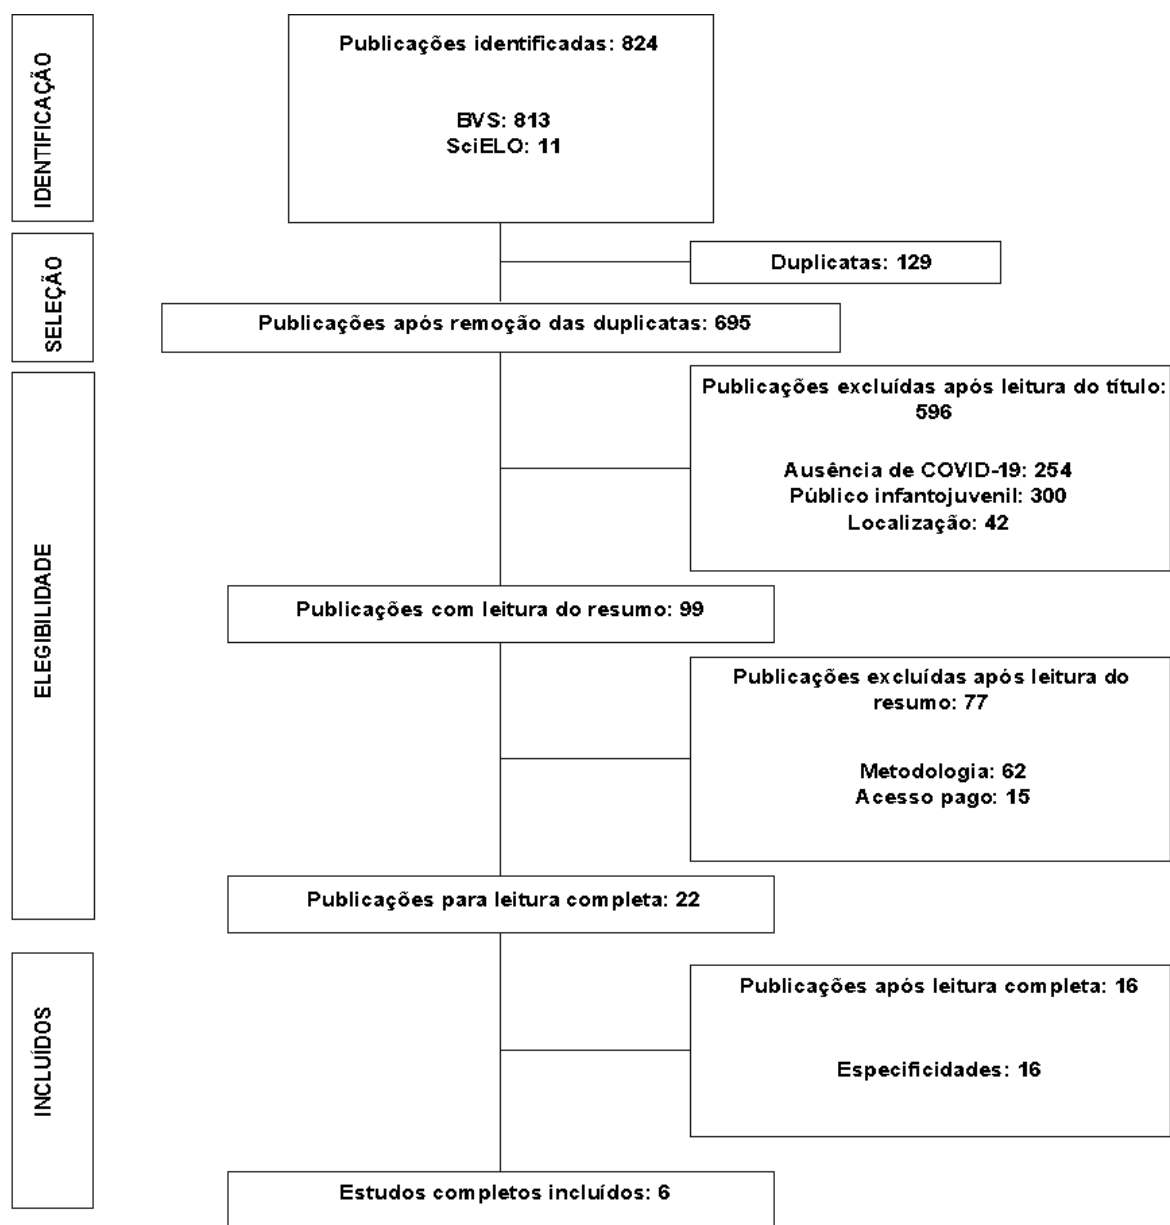 IDENTIFICAÇÃO
Publicações identificadas: 824
BVS: 813
SciELO: 11
SELEÇÃO
Duplicatas: 129
Publicações após remoção das duplicatas: 695
ELEGIBILIDADE
Publicações excluídas após leitura do título:
596
Ausência de COVID-19: 254
Público infantojuvenil: 300
Localização: 42
Publicações com leitura do resumo: 99
Publicações excluídas após leitura do
resumo: 77
Metodologia: 62
Acesso pago: 15
Publicações para leitura completa: 22
INCLUÍDOS
Publicações após leitura completa: 16
Especificidades: 16
Estudos completos incluídos: 6